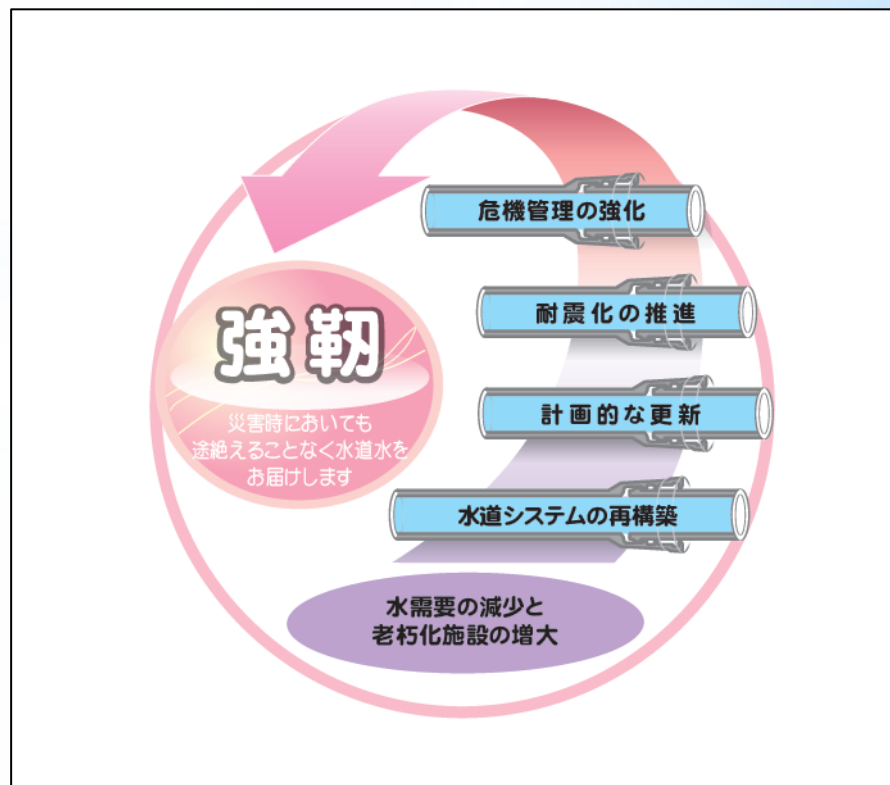 危機管理の強化
耐震化の推進
強靭
計画的な更新
災害時においても
途絶えることなく水道水を
お届けします
水道システムの再構築
水需要の減少と
老朽化施設の増大